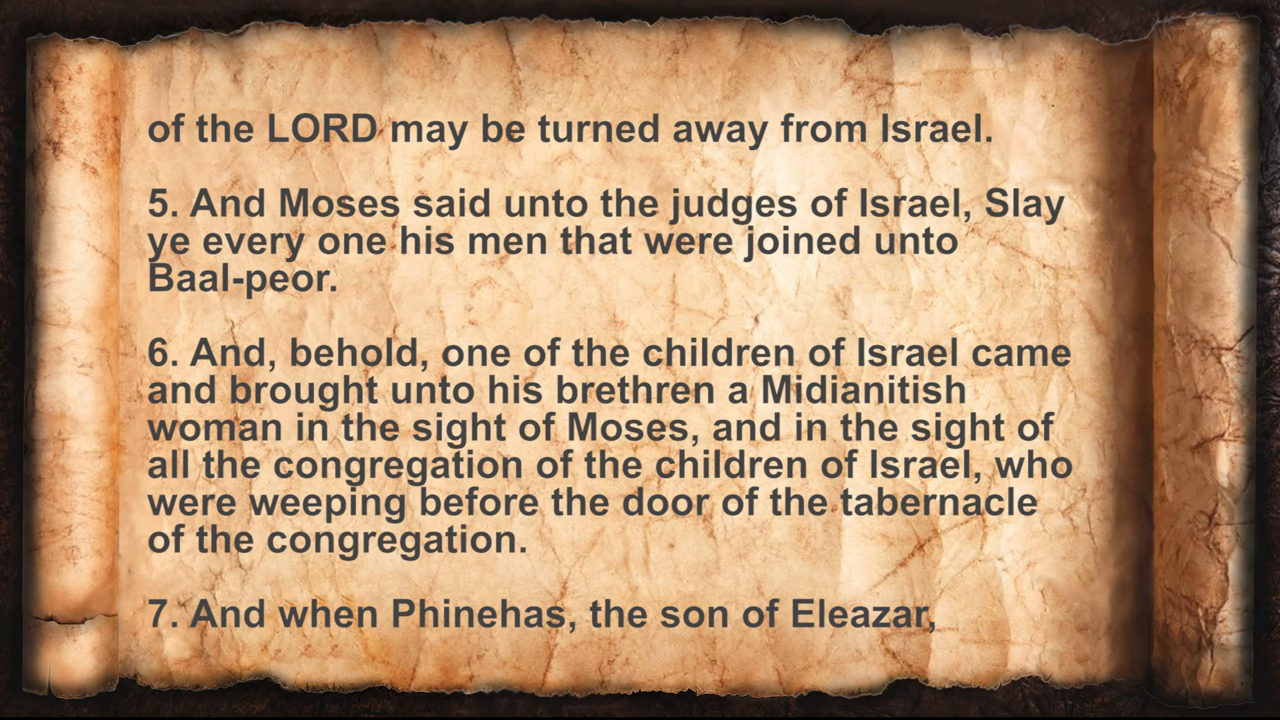 of the LORD may be turned away from Israel.
5. And Moses said unto the judges of Israel, Slay
ye every one his men that were joined unto
Baal-peor.
6. And, behold, one of the children of Israel came
and brought unto his brethren a Midianitish
woman in the sight of Moses, and in the sight of
all the congregation of the children of Israel, who
were weeping before the door of the tabernacle
of the congregation.
7. And when Phinehas, the son of Eleazar,